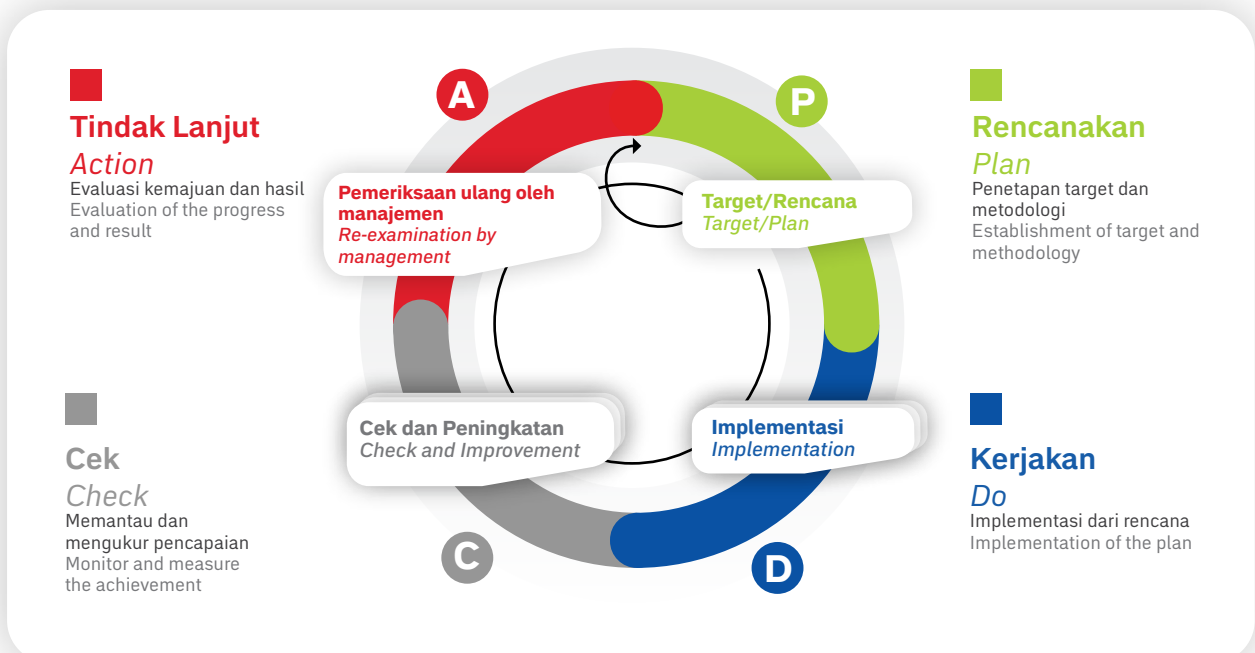 A
P
Tindak Lanjut
Action
Evaluasi kemajuan dan hasil
Evaluation of the progress
and result
Pemeriksaan ulang oleh
manajemen
Re-examination by
management
Target/Rencana
Target/Plan
Rencanakan
Plan
Penetapan target dan
metodologi
Establishment of target and
methodology
Cek
Check
Memantau dan
mengukur pencapaian
Monitor and measure
the achievement
Cek dan Peningkatan
Check and Improvement
Implementasi
Implementation
Kerjakan
Do
Implementasi dari rencana
Implementation of the plan
C
D